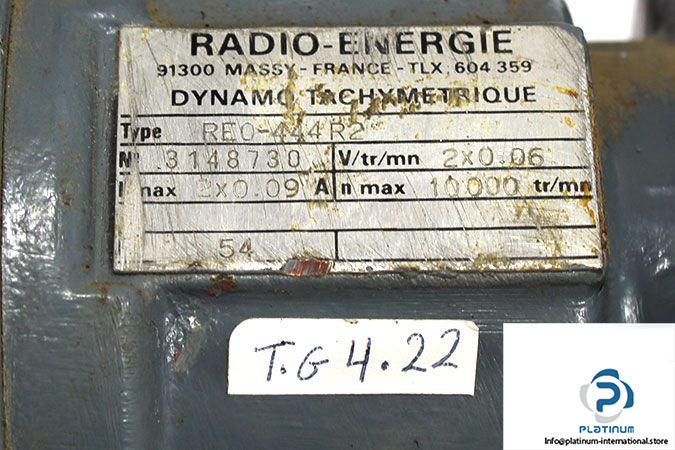 RADIO-ENERGIE
91300 MASSY-FRANCE-TLX. 604 359
DYNAMO TACHYMETRIQUE
Type REO-444R2
N° 3148730 V/tr/mn 2x0.06
I max 2x0.09 A n max 10.000 tr/mn
54
T.G 4.22
PLATINUM
Info@platinum-international.store